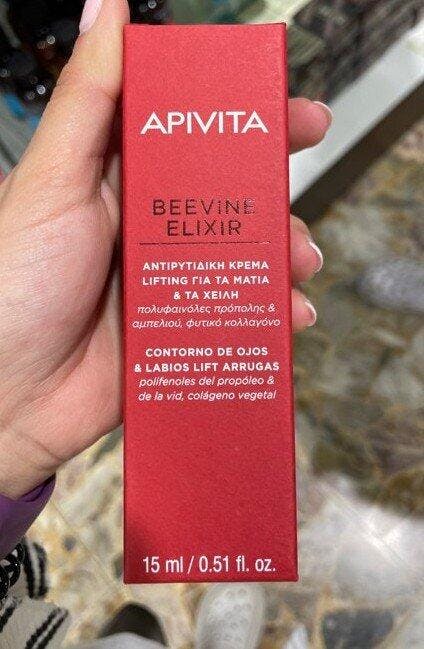 APIVITA
BEEVINE
ELIXIR
ΑΝΤΙΡΥΤΙΔΙΚΗ ΚΡΕΜΑ
LIFTING ΓΙΑ ΤΑ ΜΑΤΙΑ
& ΤΑ ΧΕΙΛΗ
πολυφαινόλες πρόπολης &
αμπελιού, φυτικό κολλαγόνο
CONTORNO DE OJOS
& LABIOS LIFT ARRUGAS
polifenoles del propóleo &
de la vid, colágeno vegetal
15 ml / 0.51 fl. oz.